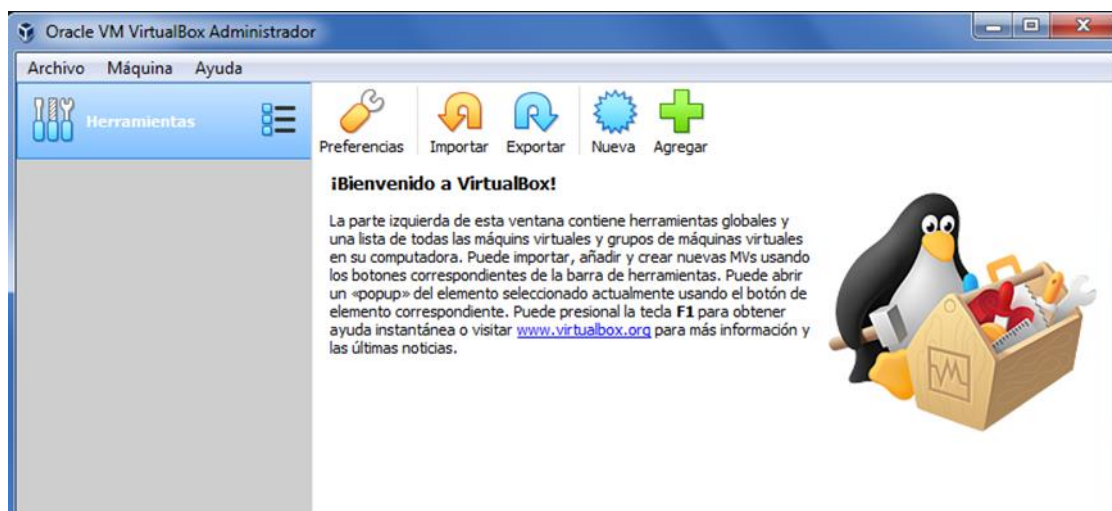 Oracle VM VirtualBox Administrador
Archivo Máquina Ayuda
Herramientas
Preferencias Importar Exportar Nueva Agregar
¡Bienvenido a VirtualBox!
La parte izquierda de esta ventana contiene herramientas globales y
una lista de todas las máquins virtuales y grupos de máquinas virtuales
en su computadora. Puede importar, añadir y crear nuevas MVs usando
los botones correspondientes de la barra de herramientas. Puede abrir
un «popup» del elemento seleccionado actualmente usando el botón de
elemento correspondiente. Puede presional la tecla F1 para obtener
ayuda instantánea o visitar www.virtualbox.org para más información y
las últimas noticias.